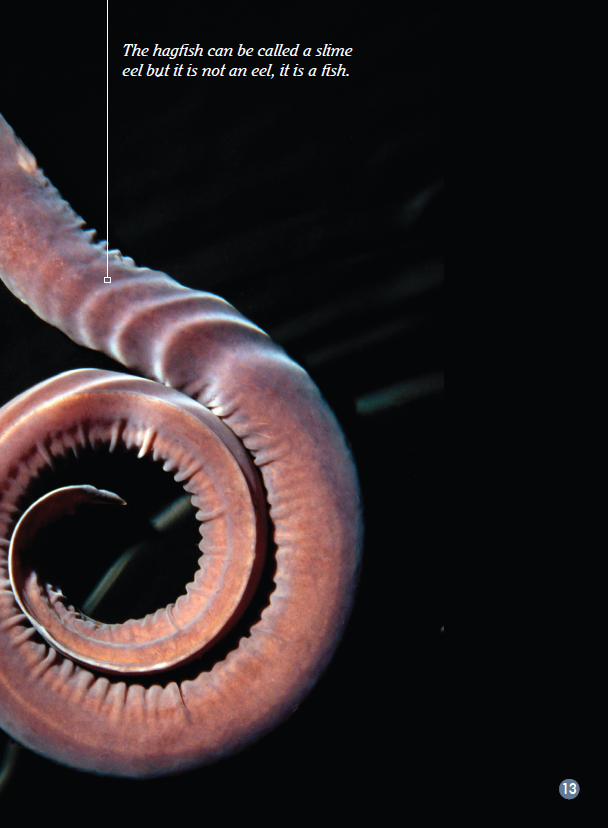 The hagfish can be called a slime
eel but it is not an eel, it is a fish.
13